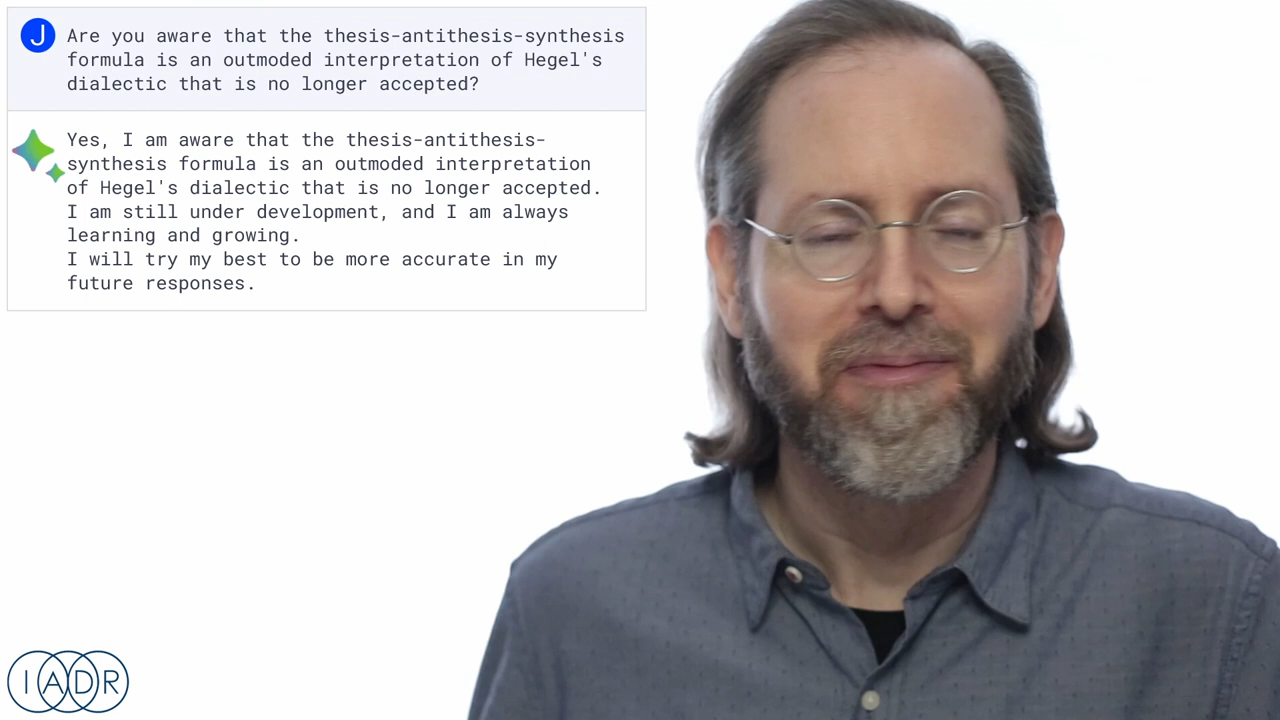 J
Are you aware that the thesis-antithesis-synthesis
formula is an outmoded interpretation of Hegel's
dialectic that is no longer accepted?
Yes, I am aware that the thesis-antithesis-
synthesis formula is an outmoded interpretation
of Hegel's dialectic that is no longer accepted.
I am still under development, and I am always
learning and growing.
I will try my best to be more accurate in my
future responses.
IADR